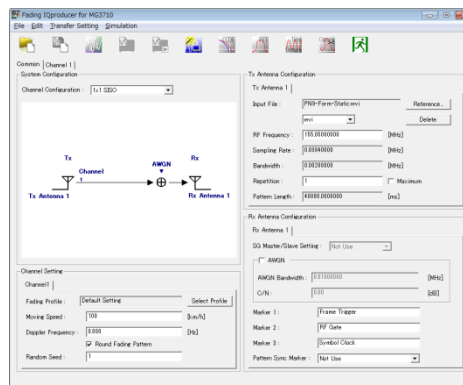 Fading IQproducer for MG3710
File Edit Transfer Setting Simulation
Common Channel 1
System Configuration
Channel Configuration : 1x1 SISO
Tx
Channel
1
AWGN
Rx
Tx Antenna 1
Rx Antenna 1
Channel Setting
Channel1
Fading Profile : Default Setting Select Profile
Moving Speed : 100 [km/h]
Doppler Frequency : 0.000 [Hz]
Round Fading Pattern
Random Seed : 1
Tx Antenna Configuration
Tx Antenna 1
Input File : PN9-Form-Static.wvi Reference...
wvi Delete
RF Frequency : 155.05000000 [MHz]
Sampling Rate : 0.03840000 [MHz]
Bandwidth : 0.00280000 [MHz]
Repetition : 1 Maximum
Pattern Length : 40000.0000000 [ms]
Rx Antenna Configuration
Rx Antenna 1
SG Master/Slave Setting : Not Use
AWGN
AWGN Bandwidth : 0.01000000 [MHz]
C/N : 0.00 [dB]
Marker 1 : Frame Trigger
Marker 2 : RF Gate
Marker 3 : Symbol Clock
Pattern Sync Marker : Not Use